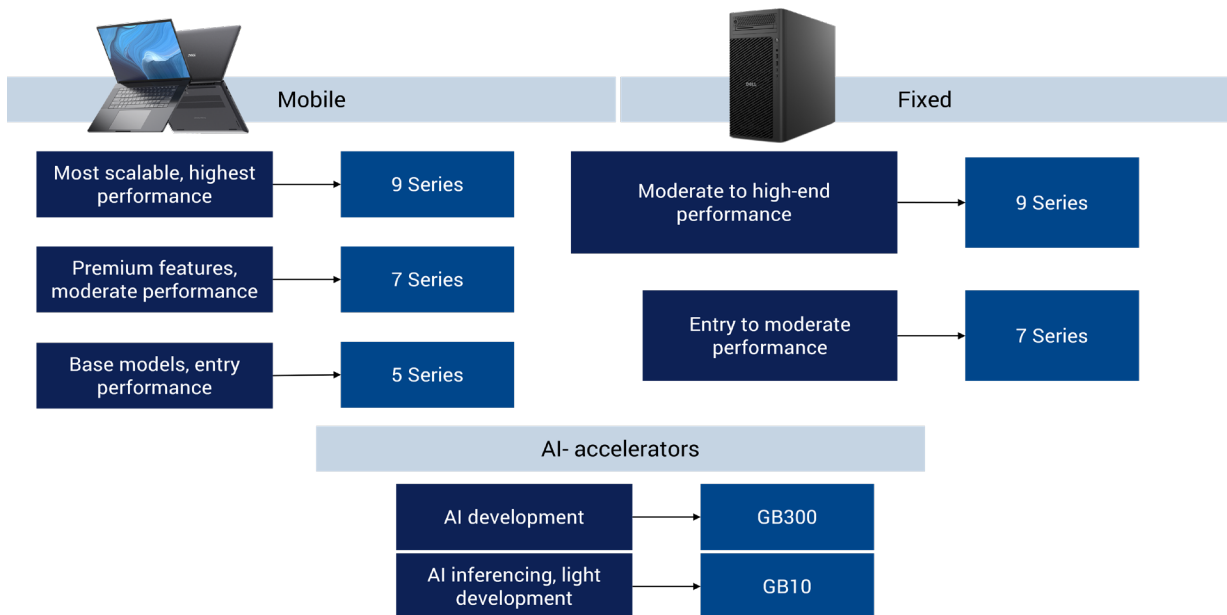 Mobile
Most scalable, highest
performance
9 Series
Premium features,
moderate performance
7 Series
Base models, entry
performance
5 Series
DELL
Fixed
Moderate to high-end
performance
9 Series
Entry to moderate
performance
7 Series
AI- accelerators
AI development
GB300
AI inferencing, light
development
GB10